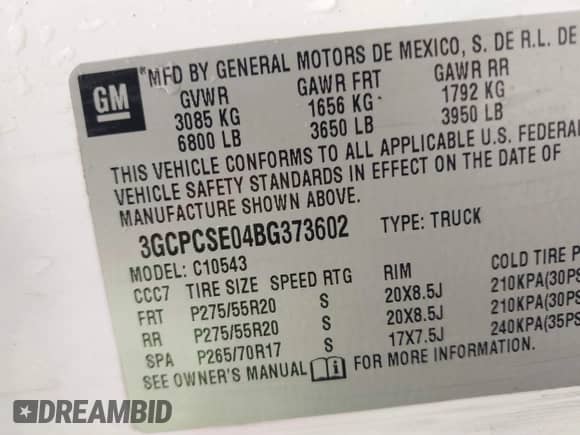 *MFD BY GENERAL MOTORS DE MEXICO, S. DE R.L. DE
GM
GVWR GAWR FRT GAWR RR
3085 KG 1656 KG 1792 KG
6800 LB 3650 LB 3950 LB
THIS VEHICLE CONFORMS TO ALL APPLICABLE U.S. FEDERAL
VEHICLE SAFETY STANDARDS IN EFFECT ON THE DATE OF
MANUFACTURE SHOWN ABOVE.
3GCPCSE04BG373602 TYPE: TRUCK
MODEL: C10543
CCC7 TIRE SIZE SPEED RTG RIM COLD TIRE P
FRT P275/55R20 S 20X8.5J 210KPA(30PS
RR P275/55R20 S 20X8.5J 210KPA(30PS
SPA P265/70R17 S 17X7.5J 240KPA(35PS
SEE OWNER'S MANUAL FOR MORE INFORMATION.
DREAMBID